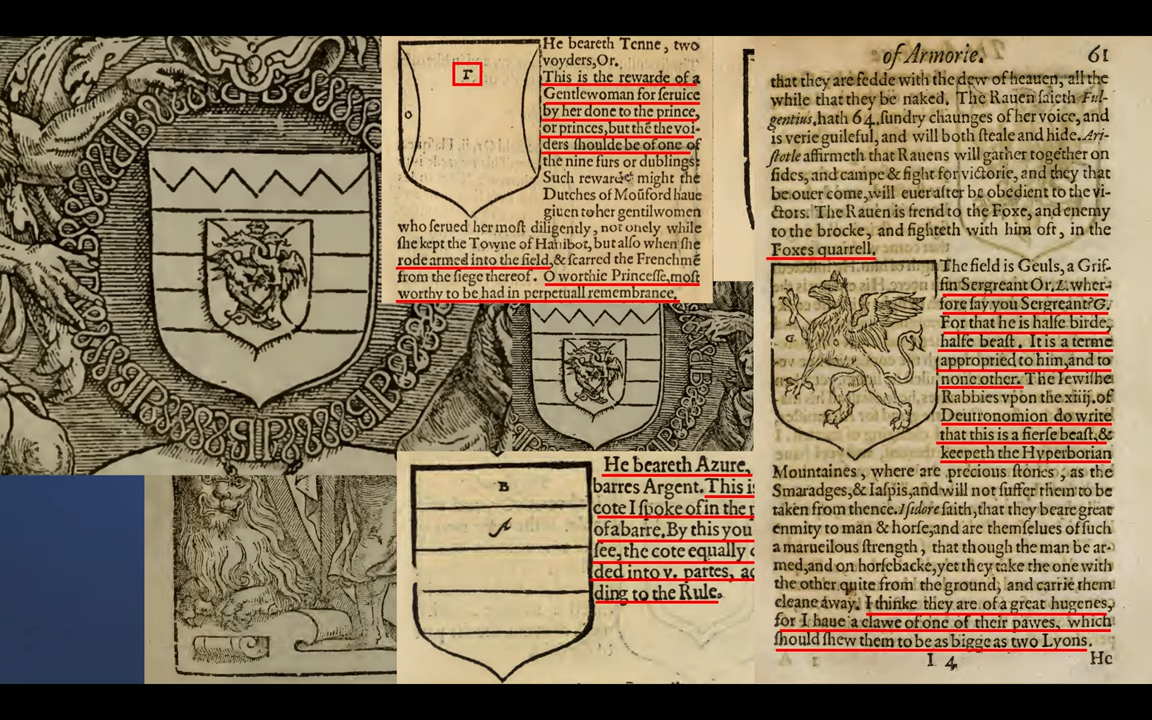 He beareth Tenne, two
voyders, Or.
This is the rewarde of a
Gentlewoman for ſeruice
by her done to the prince,
or princes, but thē the voi-
ders ſhoulde be of one of
the nine furs or dublings:
Such rewards might the
Dutches of Moūford haue
giuen to her gentilwomen
who ſerued her moſt diligently, not onely while
ſhe kept the Towne of Hanibot, but alſo when ſhe
rode armed into the field, & ſcarred the Frenchmē
from the ſiege thereof. O worthie Princeſſe, moſt
worthy to be had in perpetuall remembrance.
T
o
He beareth Azure,
barres Argent. This is
cote I ſpoke of in the
of a barre. By this you
ſee, the cote equally
ded into v. partes, ac
ding to the Rule.
B
A
of Armorie. 61
that they are fedde with the dew of heauen, all the
while that they be naked. The Rauen ſaieth Ful-
gentius, hath 64. ſundry chaunges of her voice, and
is verie guileful, and will both ſteale and hide. Ari-
ſtotle affirmeth that Rauens will gather together on
ſides, and campe & fight for victorie, and they that
be ouer come, will euer after be obedient to the vi-
ctors. The Rauen is frend to the Foxe, and enemy
to the brocke, and fighteth with him oft, in the
Foxes quarrell.
The field is Geuls, a Grif-
fin Sergreant Or. L. wher-
fore ſay you Sergreant? G.
For that he is halfe birde,
halfe beaſt. It is a terme
appropried to him, and to
none other. The Iewiſhe
Rabbies vpon the xiiij. of
Deutronomion do write
that this is a fierſe beaſt, &
keepeth the Hyperborian
Mountaines, where are precious ſtones, as the
Smaradges, & Iaſpis, and will not ſuffer them to be
taken from thence. Iſidore ſaith, that they beare great
enmity to man & horſe, and are themſelues of ſuch
a marueilous ſtrength, that though the man be ar-
med, and on horſebacke, yet they take the one with
the other quite from the ground, and carrie them
cleane away. I thinke they are of a great hugenes,
for I haue a clawe of one of their pawes, which
ſhould ſhew them to be as bigge as two Lyons.
I 4 He
G